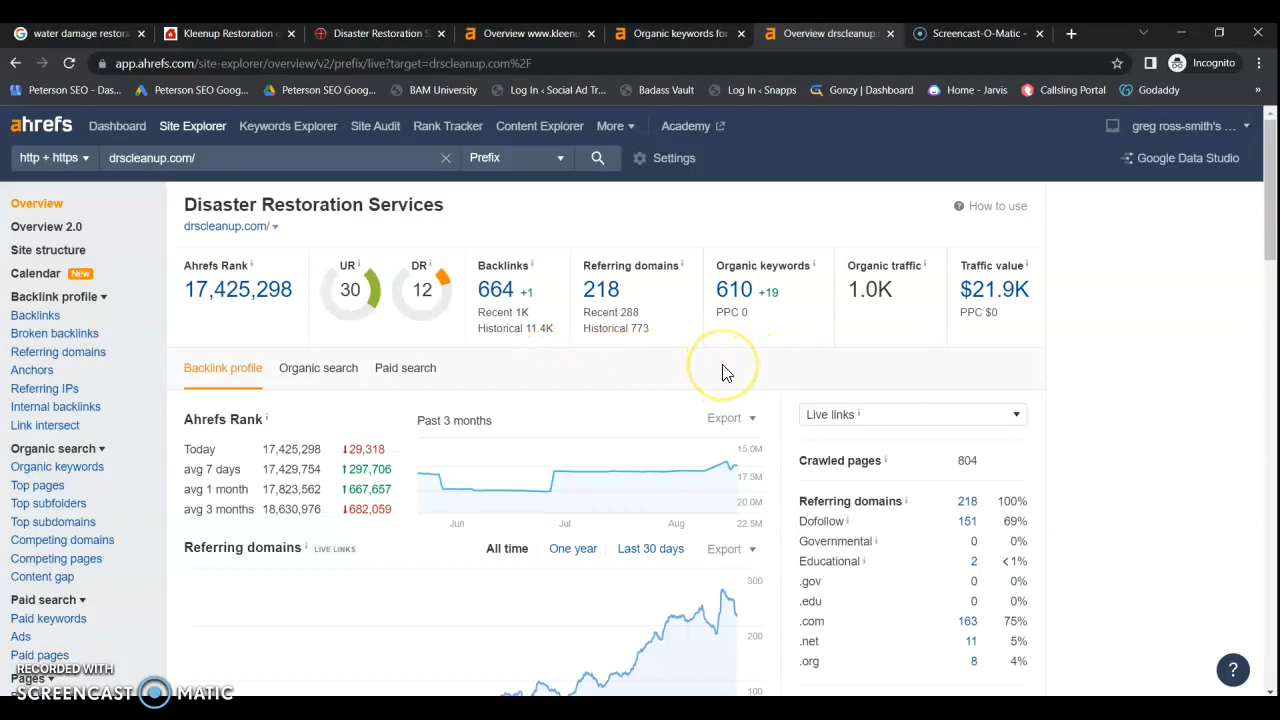 water damage restora
Kleenup Restoration
Disaster Restoration S
Overview www.kleenu
Organic keywords fo
Overview drscleanup
Screencast-O-Matic -
app.ahrefs.com/site-explorer/overview/v2/prefix/live?target=drscleanup.com%2F
Incognito
Peterson SEO - Das...
Peterson SEO Goog...
Peterson SEO Goog...
BAM University
Log In ‹ Social Ad Tr...
Badass Vault
Log In ‹ Snapps
Gonzy | Dashboard
Home - Jarvis
Callsling Portal
Godaddy
»
ahrefs
Dashboard
Site Explorer
Keywords Explorer
Site Audit
Rank Tracker
Content Explorer
More
Academy
greg ross-smith's ...
http + https
drscleanup.com/
Prefix
Settings
Google Data Studio
Overview
Overview 2.0
Site structure
Calendar New
Backlink profile
Backlinks
Broken backlinks
Referring domains
Anchors
Referring IPs
Internal backlinks
Link intersect
Organic search
Organic keywords
Top pages
Top subfolders
Top subdomains
Competing domains
Competing pages
Content gap
Paid search
Paid keywords
Ads
Paid pages
Pages
Disaster Restoration Services
How to use
drscleanup.com/
Ahrefs Rank
17,425,298
UR
30
DR
12
Backlinks
664 +1
Recent 1K
Historical 11.4K
Referring domains
218
Recent 288
Historical 773
Organic keywords
610 +19
PPC 0
Organic traffic
1.0K
Traffic value
$21.9K
PPC $0
Backlink profile
Organic search
Paid search
Ahrefs Rank
Today 17,425,298 ↓29,318
avg 7 days 17,429,754 ↑297,706
avg 1 month 17,823,562 ↑667,657
avg 3 months 18,630,976 ↓682,059
Past 3 months
Export
15.0M
17.5M
20.0M
22.5M
Jun Jul Aug
Referring domains LIVE LINKS
All time
One year
Last 30 days
Export
300
200
100
Live links
Crawled pages 804
Referring domains 218 100%
Dofollow 151 69%
Governmental 0 0%
Educational 2 <1%
.gov 0 0%
.edu 0 0%
.com 163 75%
.net 11 5%
.org 8 4%
?
RECORDED WITH
SCREENCAST MATIC